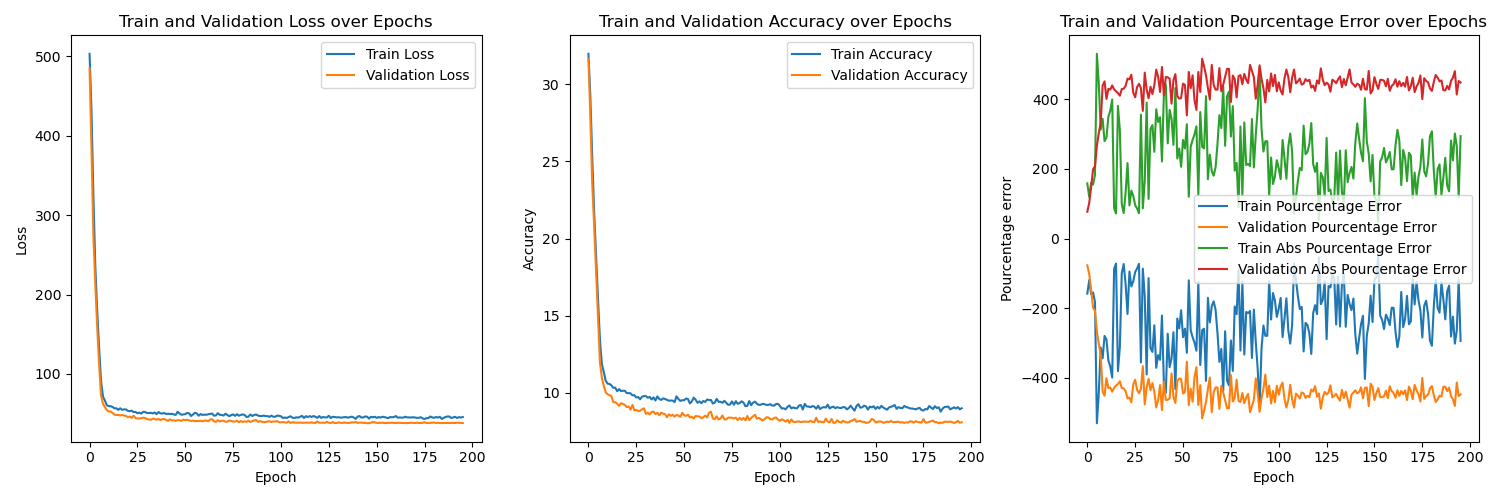 Train and Validation Loss over Epochs
Loss
500
400
300
200
100
0
25
50
75
100
125
150
175
200
Epoch
Train Loss
Validation Loss
Train and Validation Accuracy over Epochs
Accuracy
30
25
20
15
10
0
25
50
75
100
125
150
175
200
Epoch
Train Accuracy
Validation Accuracy
Train and Validation Pourcentage Error over Epochs
Pourcentage error
400
200
0
−200
−400
0
25
50
75
100
125
150
175
200
Epoch
Train Pourcentage Error
Validation Pourcentage Error
Train Abs Pourcentage Error
Validation Abs Pourcentage Error